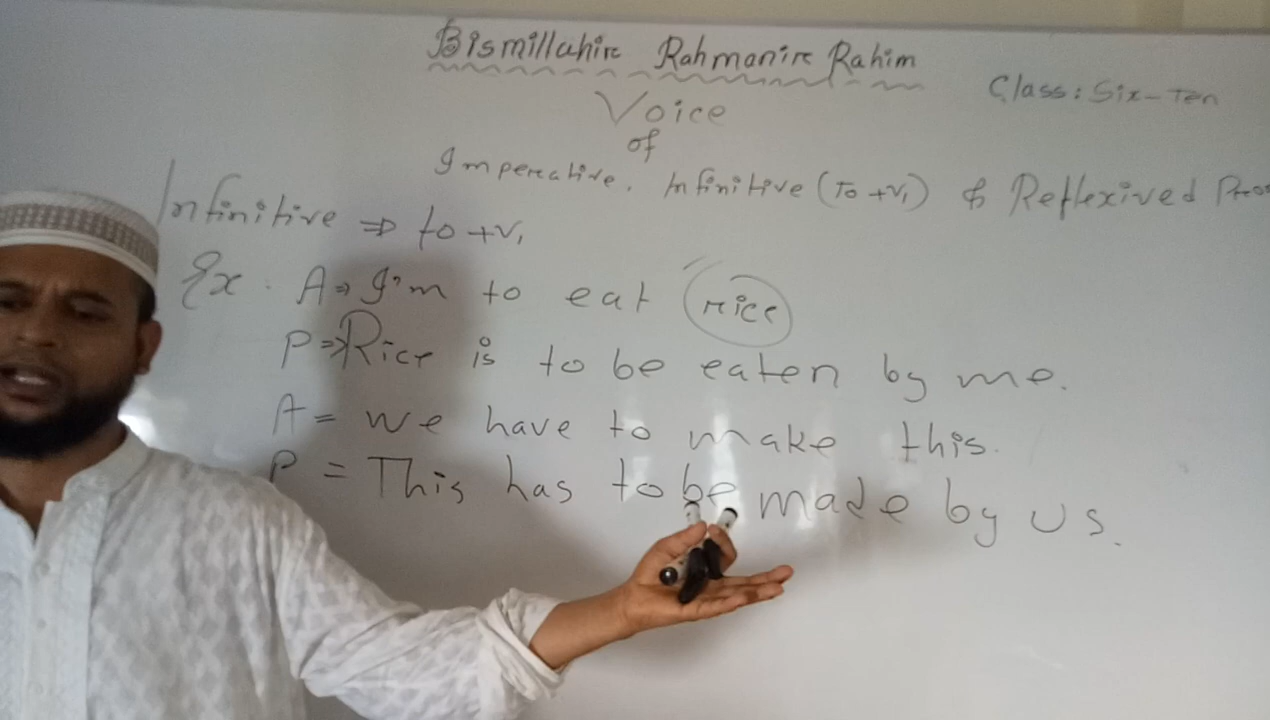 Bismillahir Rahmanir Rahim
Class: Six-Ten
Voice
of
Imperative. Infinitive (To +V1) & Reflexived
Infinitive ⇒ to +V1
Ex. A⇒ I'm to eat rice
P⇒ Rice is to be eaten by me.
A = we have to make this.
P = This has to be made by us.